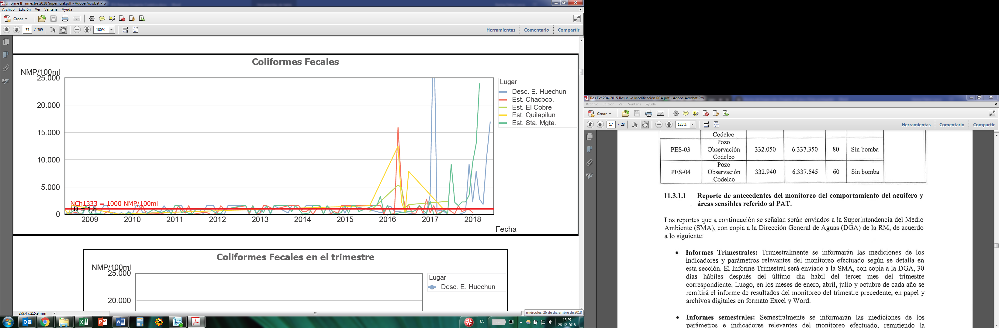 Informe II Trimestre 2018 Superficial.pdf - Adobe Acrobat Pro
Archivo Edición Ver Ventana Ayuda
Crear
33 / 309 180% Herramientas Comentario Compartir
Coliformes Fecales
NMP/100ml
25.000
20.000
15.000
10.000
5.000
0
NCh1333 = 1000 NMP/100ml
LD = 1,8
2009 2010 2011 2012 2013 2014 2015 2016 2017 2018
Fecha
Lugar
Desc. E. Huechun
Est. Chacbco.
Est. El Cobre
Est. Quilapilun
Est. Sta. Mgta.
Coliformes Fecales en el trimestre
NMP/100ml
25.000
20.000
Lugar
Desc. E. Huechun
279,4 x 215,9 mm
miércoles, 26 de diciembre de 2018
ES
15:29
26-12-2018
Res Ext 204-2015 Resuelve Modificación RCA.pdf - Adobe Acrobat Pro
Archivo Edición Ver Ventana Ayuda
Crear
17 / 28 125% Herramientas Comentario Compartir
Codelco
PES-03 Pozo Observación Codelco 332.050 6.337.350 80 Sin bomba
PES-04 Pozo Observación Codelco 332.940 6.337.545 60 Sin bomba
11.3.1.1 Reporte de antecedentes del monitoreo del comportamiento del acuífero y
áreas sensibles referido al PAT.
Los reportes que a continuación se señalan serán enviados a la Superintendencia del Medio
Ambiente (SMA), con copia a la Dirección General de Aguas (DGA) de la RM, de acuerdo
a lo siguiente:
• Informes Trimestrales: Trimestralmente se informarán las mediciones de los
indicadores y parámetros relevantes del monitoreo efectuado según se detalla en
esta sección. El Informe Trimestral será enviado a la SMA, con copia a la DGA, 30
días hábiles después del último día hábil del tercer mes del trimestre
correspondiente. Luego, en los meses de enero, abril, julio y octubre de cada año se
remitirá el informe de resultados del monitoreo del trimestre precedente, en papel y
archivos digitales en formato Excel y Word.
• Informes semestrales: Semestralmente se informarán las mediciones de los
parámetros e indicadores relevantes del monitoreo efectuado, remitiendo la